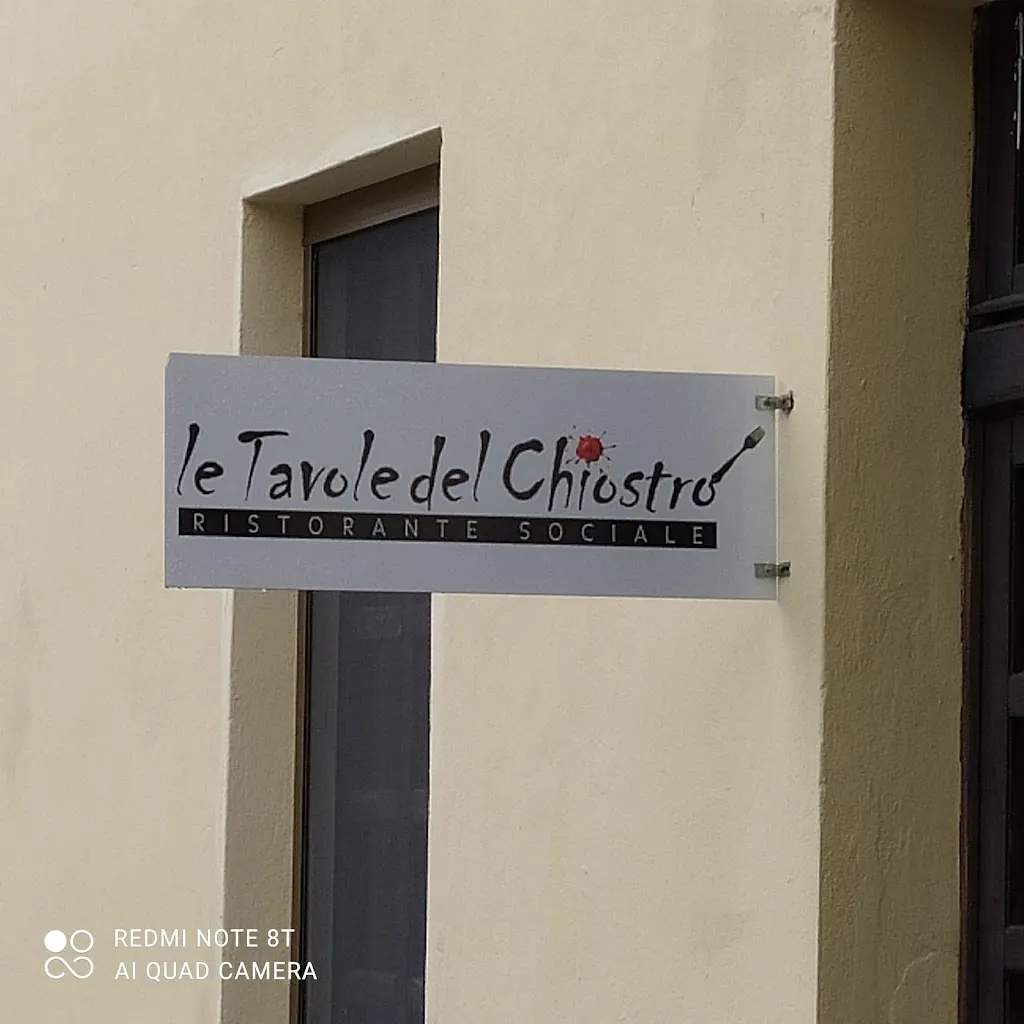 le Tavole del Chiostro
RISTORANTE SOCIALE
REDMI NOTE 8T
AI QUAD CAMERA